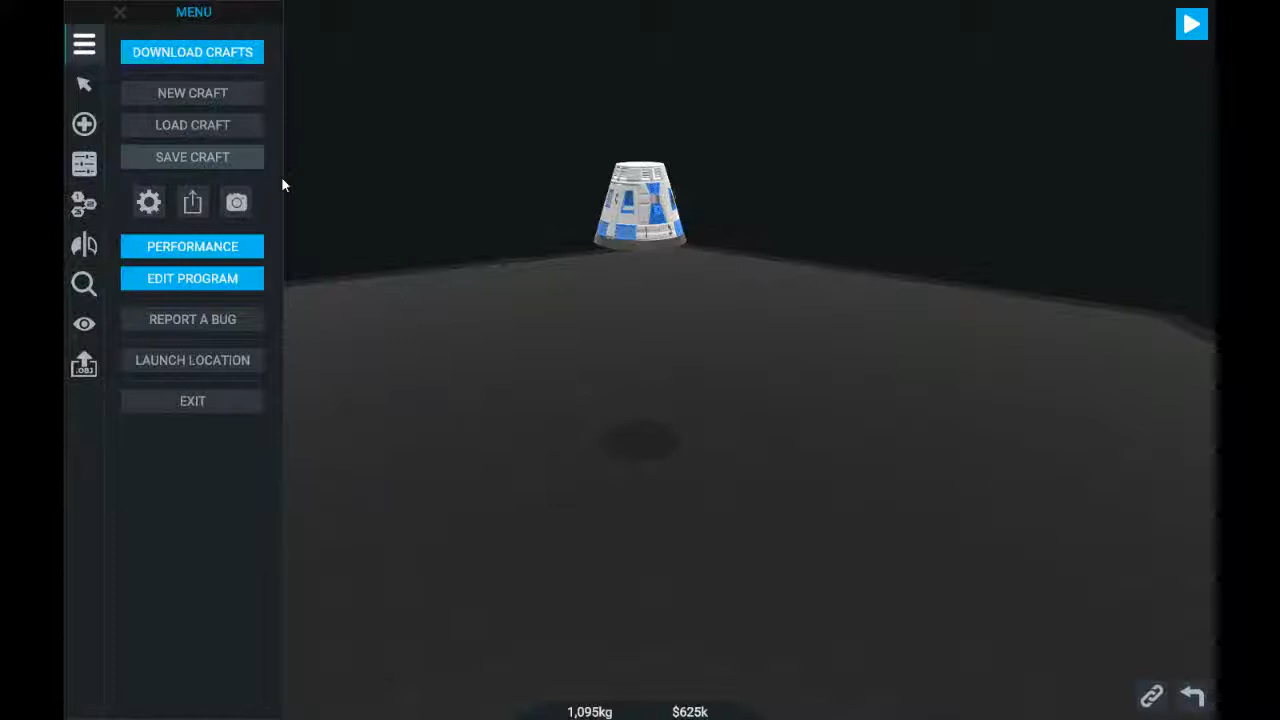 MENU
DOWNLOAD CRAFTS
NEW CRAFT
LOAD CRAFT
SAVE CRAFT
PERFORMANCE
EDIT PROGRAM
REPORT A BUG
LAUNCH LOCATION
EXIT
.OBJ
1,095kg $625k